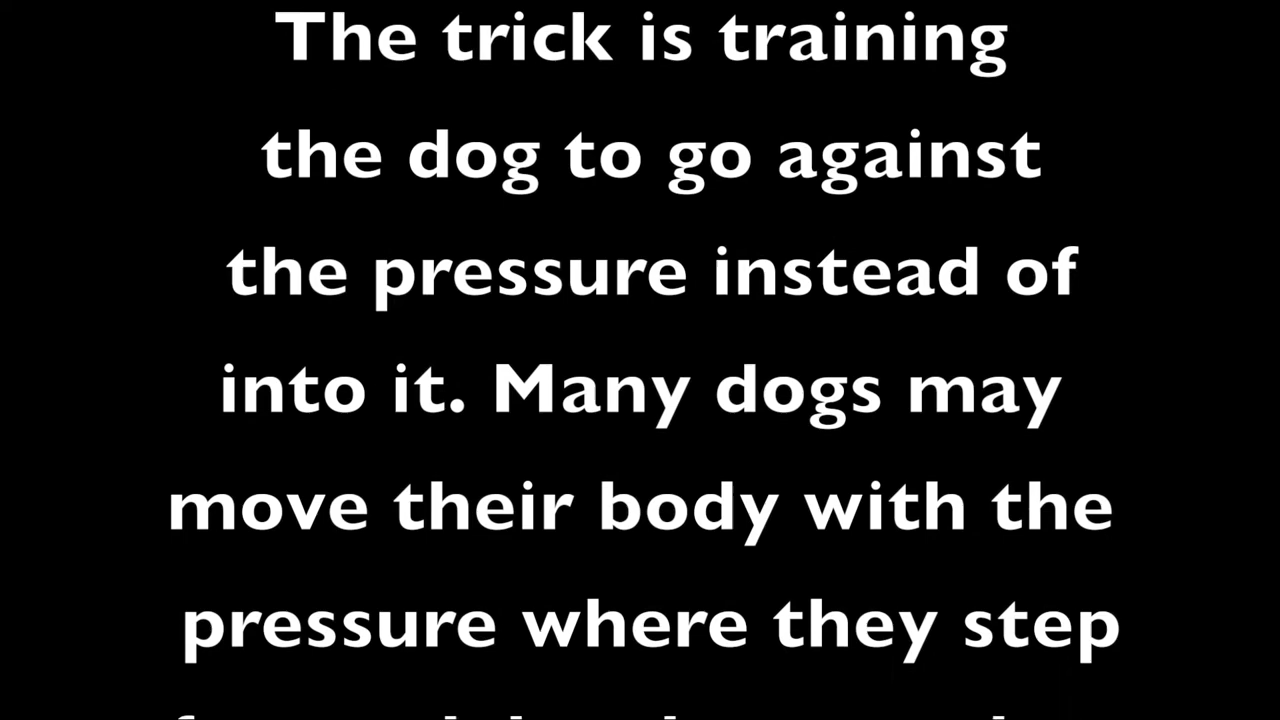 The trick is training
the dog to go against
the pressure instead of
into it. Many dogs may
move their body with the
pressure where they step